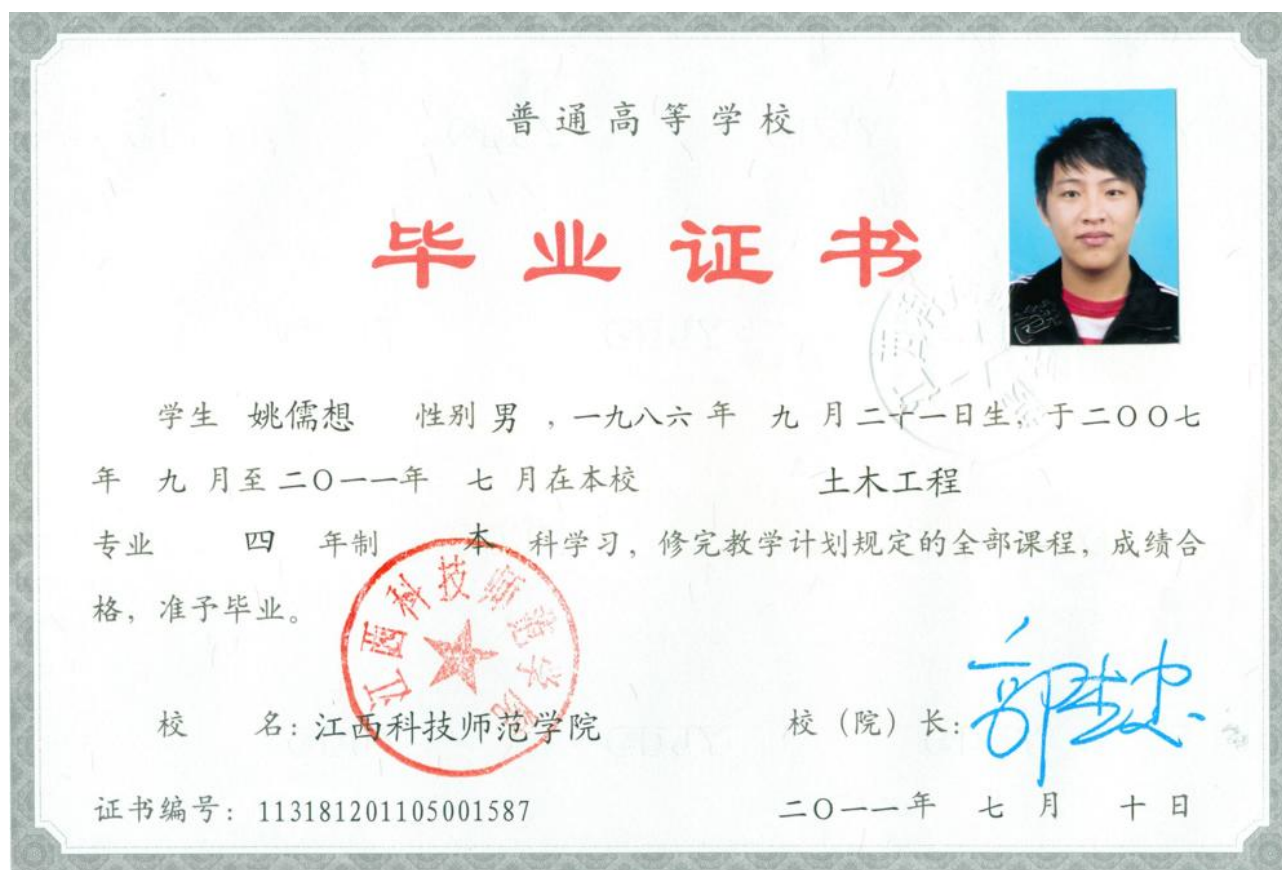 普通高等学校
毕业证书
学生 姚儒想 性别 男 ，一九八六 年 九 月二十一日生，于二〇〇七
年 九 月至 二〇一一年 七 月在本校 土木工程
专业 四 年制 本 科学习，修完教学计划规定的全部课程，成绩合
格，准予毕业。
江西科技师范学院
校 名：江西科技师范学院 校（院）长：
证书编号：113181201105001587 二〇一一年 七 月 十 日